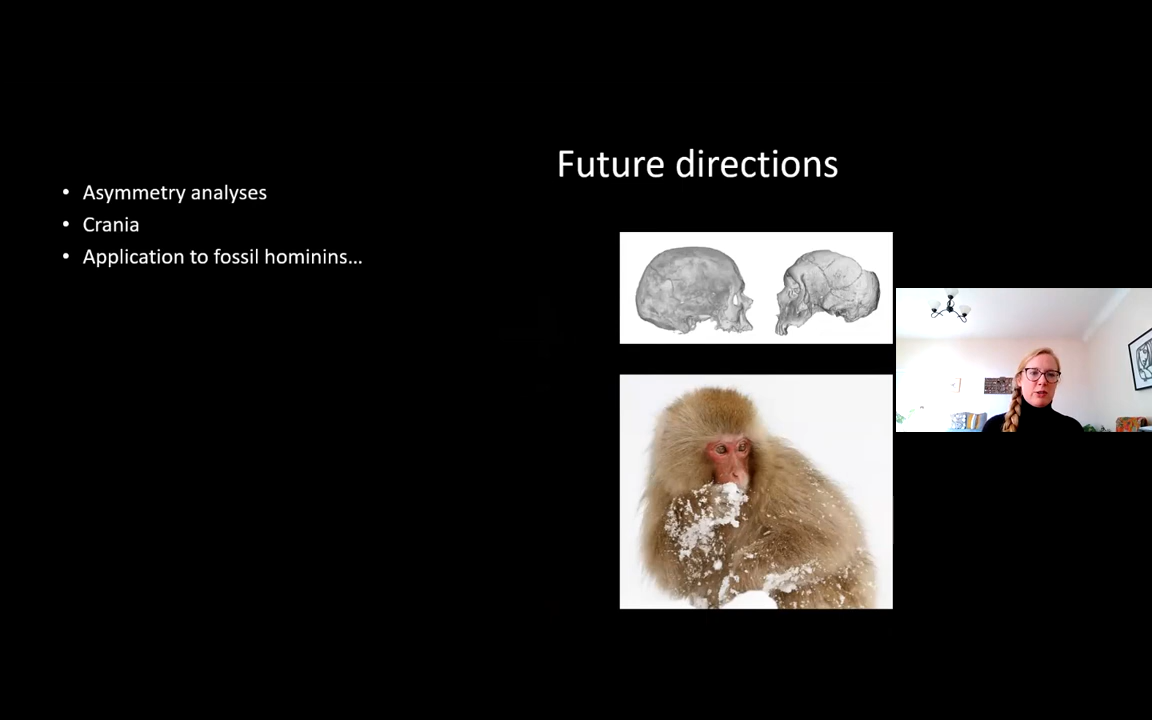 Future directions
• Asymmetry analyses
• Crania
• Application to fossil hominins…